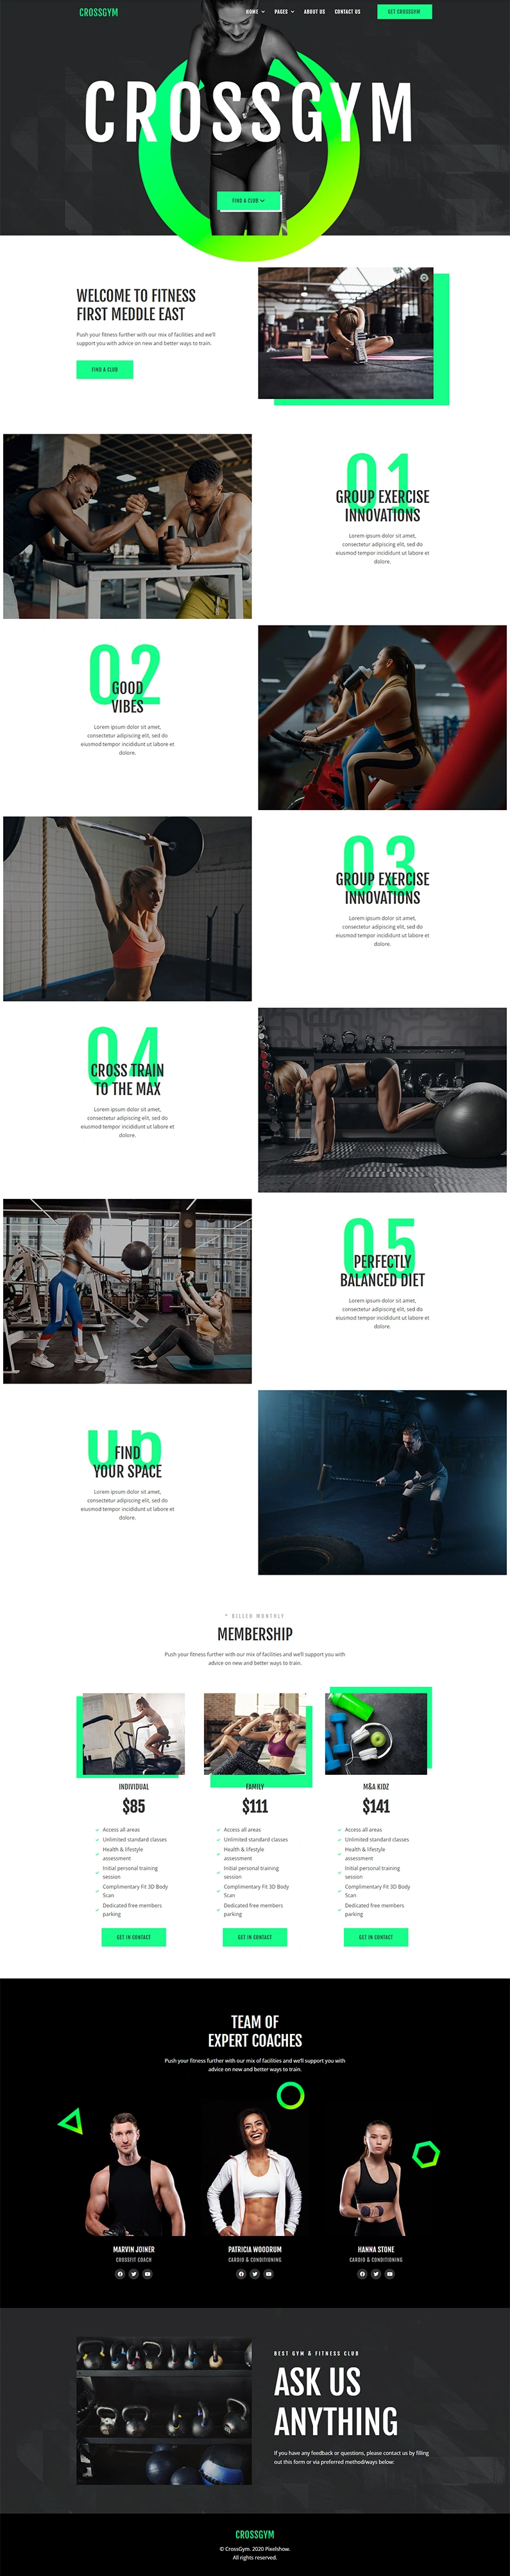 CROSSGYM
HOME
PAGES
ABOUT US
CONTACT US
GET CROSSGYM
CROSSGYM
FIND A CLUB
WELCOME TO FITNESS
FIRST MEDDLE EAST
Push your fitness further with our mix of facilities and we'll
support you with advice on new and better ways to train.
FIND A CLUB
01
GROUP EXERCISE
INNOVATIONS
Lorem ipsum dolor sit amet,
consectetur adipiscing elit, sed do
eiusmod tempor incididunt ut labore et
dolore.
02
GOOD
VIBES
Lorem ipsum dolor sit amet,
consectetur adipiscing elit, sed do
eiusmod tempor incididunt ut labore et
dolore.
03
GROUP EXERCISE
INNOVATIONS
Lorem ipsum dolor sit amet,
consectetur adipiscing elit, sed do
eiusmod tempor incididunt ut labore et
dolore.
04
CROSS TRAIN
TO THE MAX
Lorem ipsum dolor sit amet,
consectetur adipiscing elit, sed do
eiusmod tempor incididunt ut labore et
dolore.
05
PERFECTLY
BALANCED DIET
Lorem ipsum dolor sit amet,
consectetur adipiscing elit, sed do
eiusmod tempor incididunt ut labore et
dolore.
06
FIND
YOUR SPACE
Lorem ipsum dolor sit amet,
consectetur adipiscing elit, sed do
eiusmod tempor incididunt ut labore et
dolore.
* BILLED MONTHLY
MEMBERSHIP
Push your fitness further with our mix of facilities and we'll support you with
advice on new and better ways to train.
INDIVIDUAL
$85
Access all areas
Unlimited standard classes
Health & lifestyle
assessment
Initial personal training
session
Complimentary Fit 3D Body
Scan
Dedicated free members
parking
GET IN CONTACT
FAMILY
$111
Access all areas
Unlimited standard classes
Health & lifestyle
assessment
Initial personal training
session
Complimentary Fit 3D Body
Scan
Dedicated free members
parking
GET IN CONTACT
M&A KIDZ
$141
Access all areas
Unlimited standard classes
Health & lifestyle
assessment
Initial personal training
session
Complimentary Fit 3D Body
Scan
Dedicated free members
parking
GET IN CONTACT
TEAM OF
EXPERT COACHES
Push your fitness further with our mix of facilities and we'll support you with
advice on new and better ways to train.
MARVIN JOINER
CROSSFIT COACH
PATRICIA WOODRUM
CARDIO & CONDITIONING
HANNA STONE
CARDIO & CONDITIONING
BEST GYM & FITNESS CLUB
ASK US
ANYTHING
If you have any feedback or questions, please contact us by filling
out this form or via preferred method/ways below:
CROSSGYM
© CrossGym. 2020 Pixelshow.
All rights reserved.